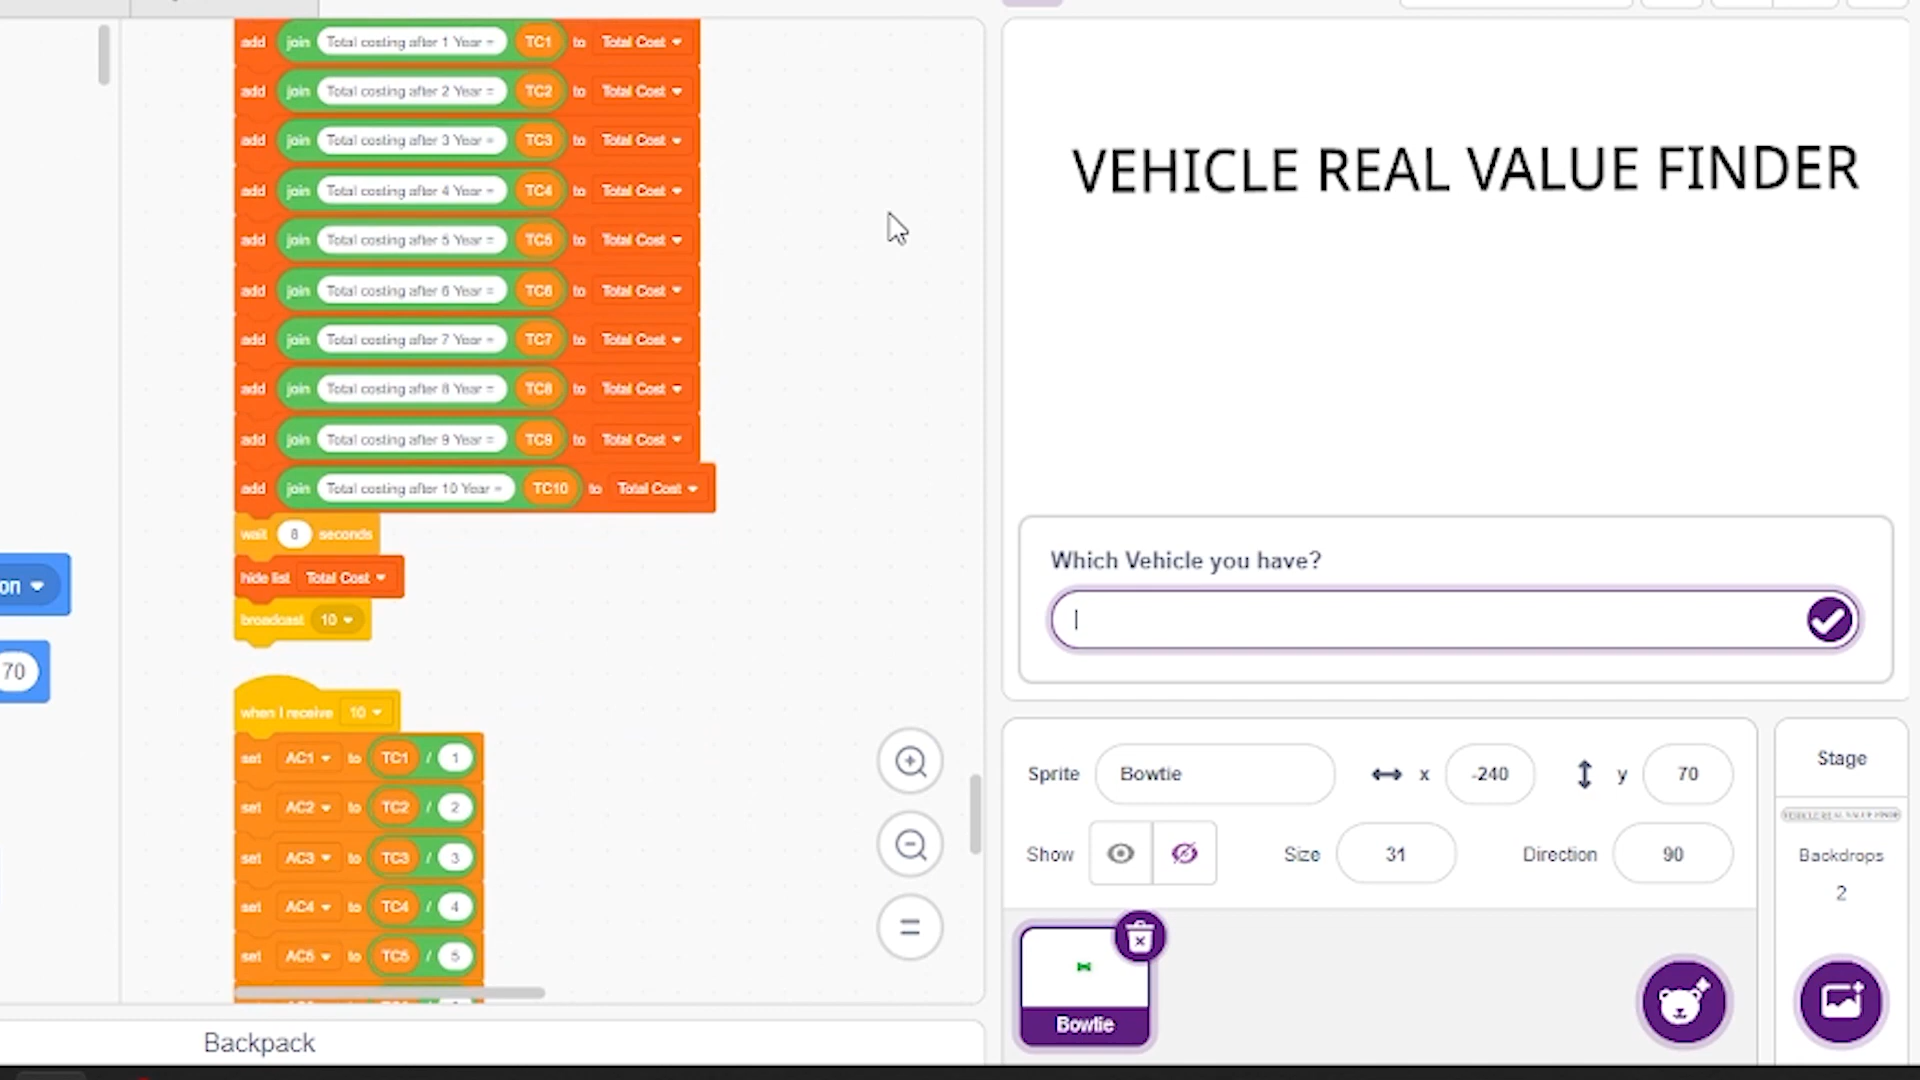 add join Total costing after 1 Year = TC1 to Total Cost
add join Total costing after 2 Year = TC2 to Total Cost
add join Total costing after 3 Year = TC3 to Total Cost
add join Total costing after 4 Year = TC4 to Total Cost
add join Total costing after 5 Year = TC5 to Total Cost
add join Total costing after 6 Year = TC6 to Total Cost
add join Total costing after 7 Year = TC7 to Total Cost
add join Total costing after 8 Year = TC8 to Total Cost
add join Total costing after 9 Year = TC9 to Total Cost
add join Total costing after 10 Year = TC10 to Total Cost
wait 8 seconds
hide list Total Cost
broadcast 10
when I receive 10
set AC1 to TC1 / 1
set AC2 to TC2 / 2
set AC3 to TC3 / 3
set AC4 to TC4 / 4
set AC5 to TC5 / 5
on
70
Backpack
VEHICLE REAL VALUE FINDER
Which Vehicle you have?
Sprite Bowtie x -240 y 70
Show Size 31 Direction 90
Bowtie
Stage
VEHICLE REAL VALUE FINDE
Backdrops
2